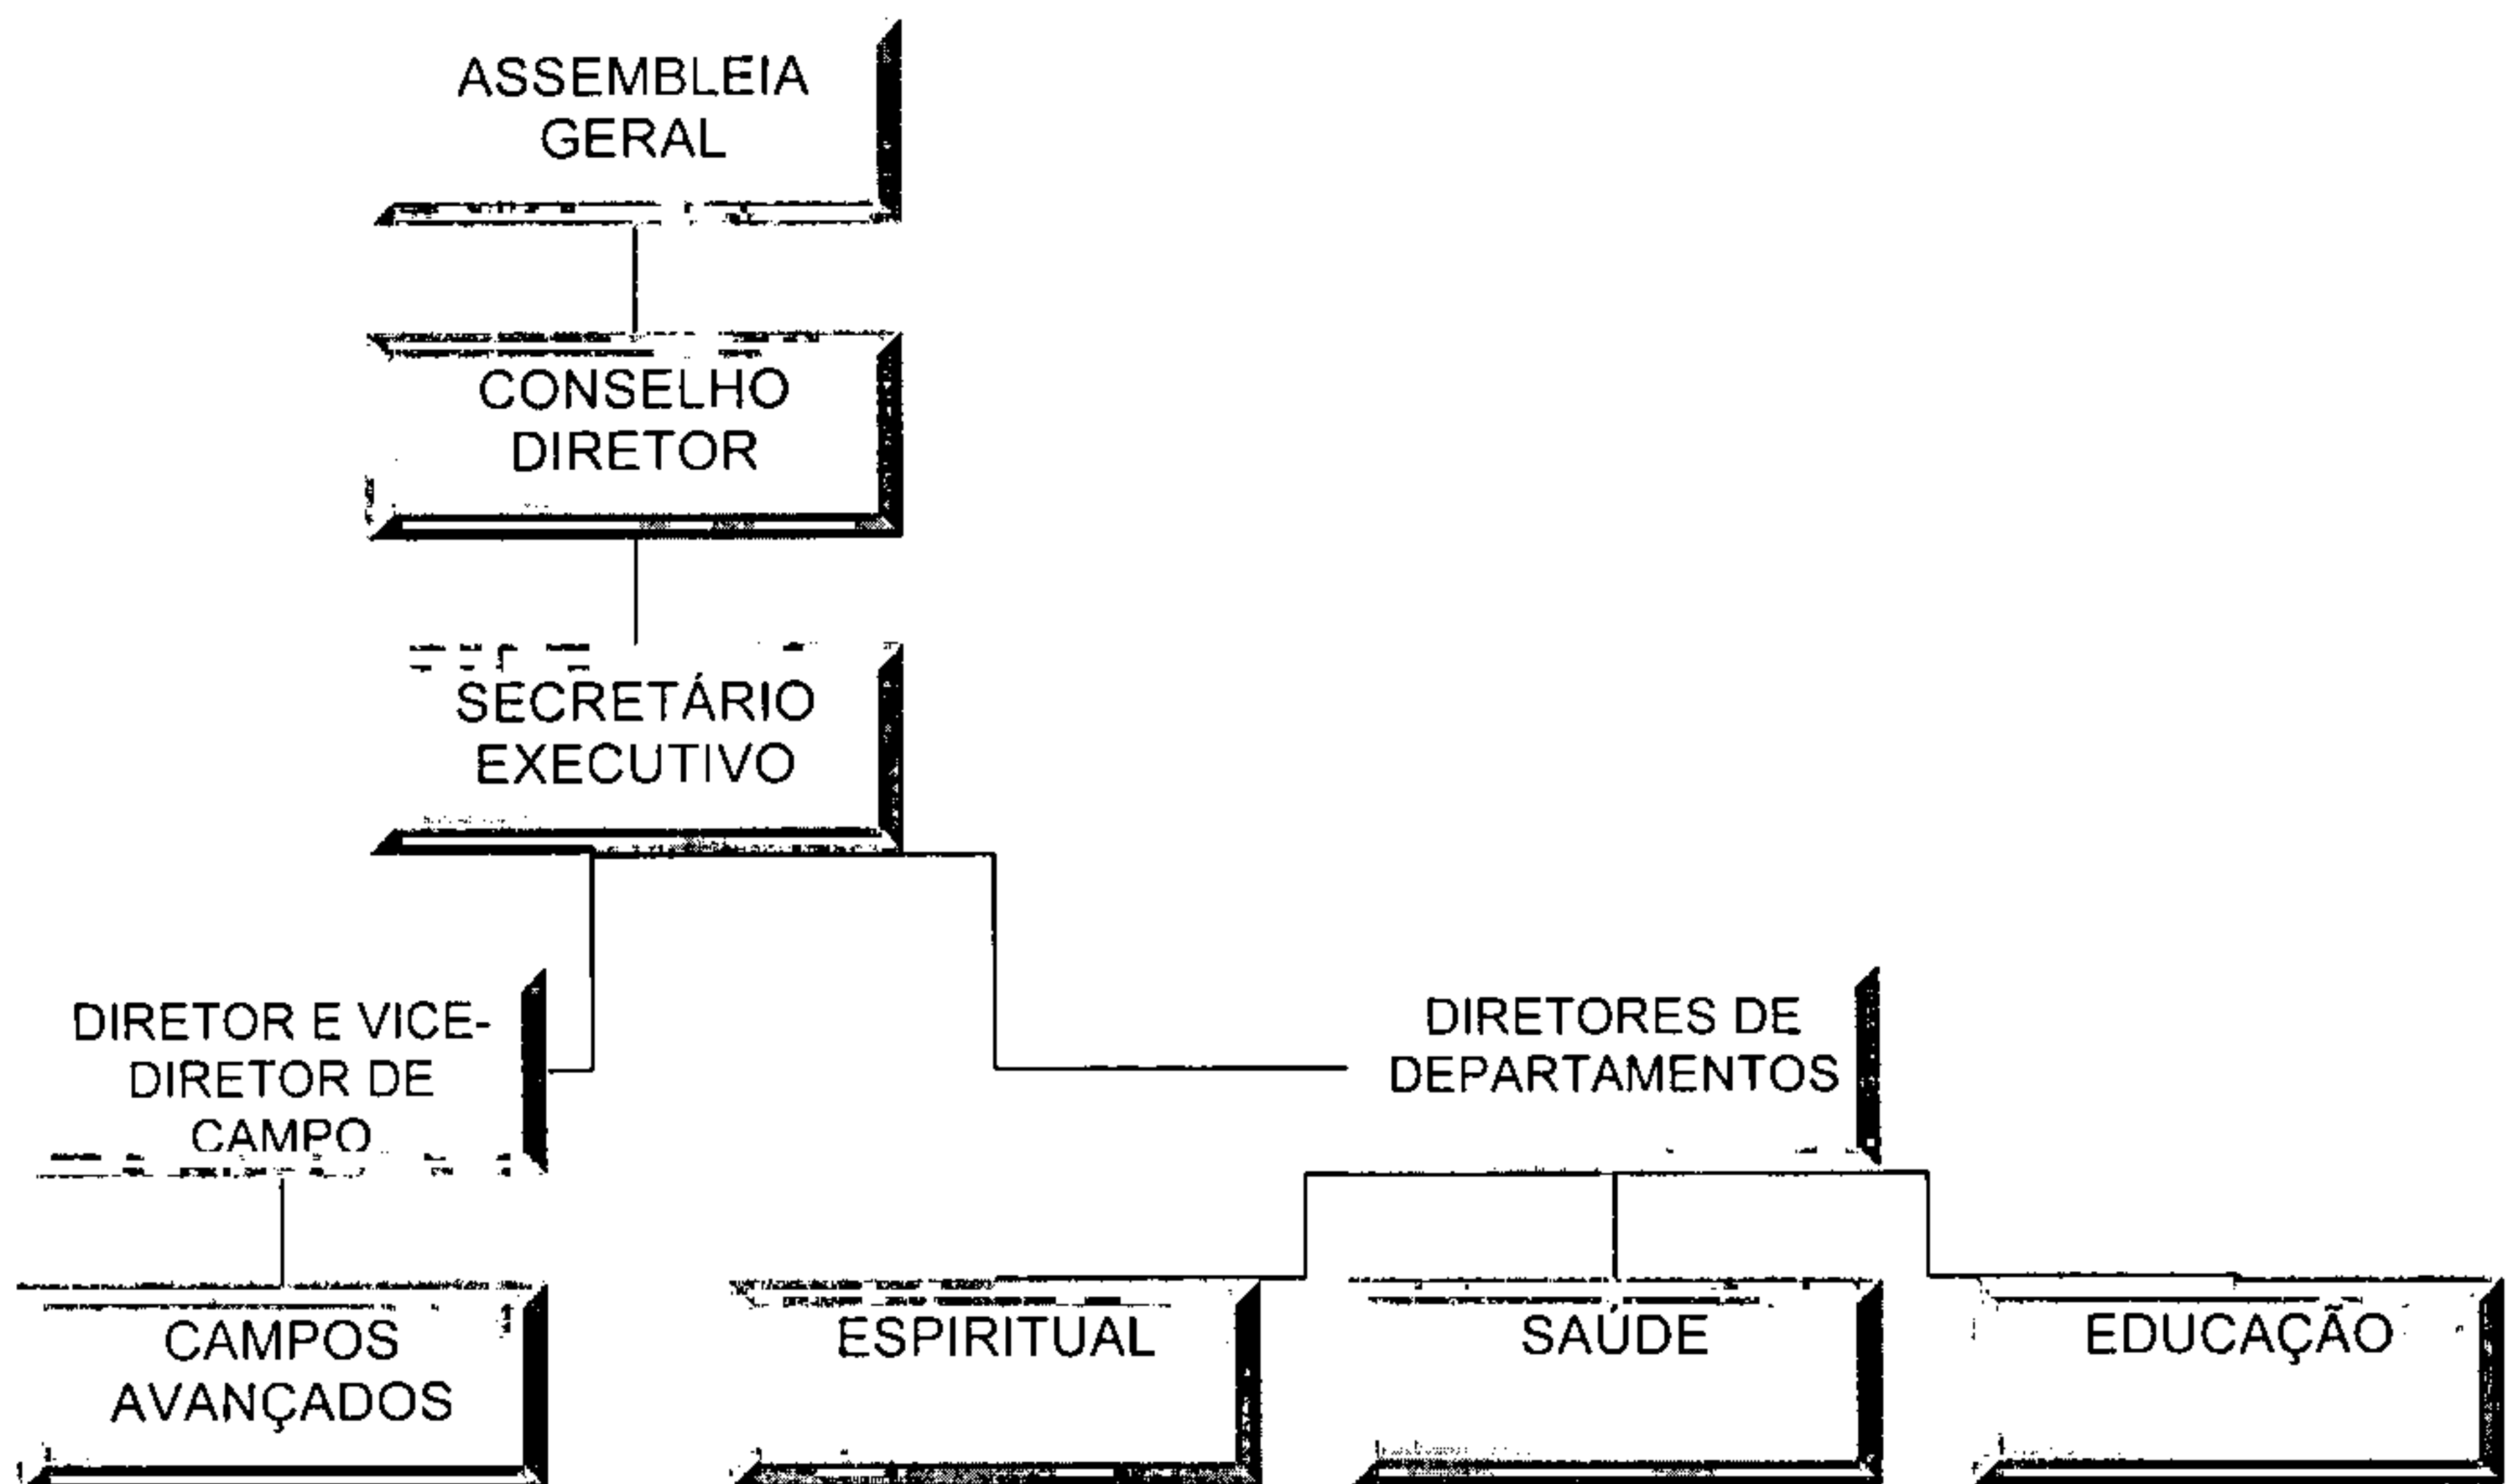 ASSEMBLEIA
GERAL
CONSELHO
DIRETOR
SECRETÁRIO
EXECUTIVO
DIRETOR E VICE-
DIRETOR DE
CAMPO
DIRETORES DE
DEPARTAMENTOS
CAMPOS
AVANÇADOS
ESPIRITUAL
SAÚDE
EDUCAÇÃO